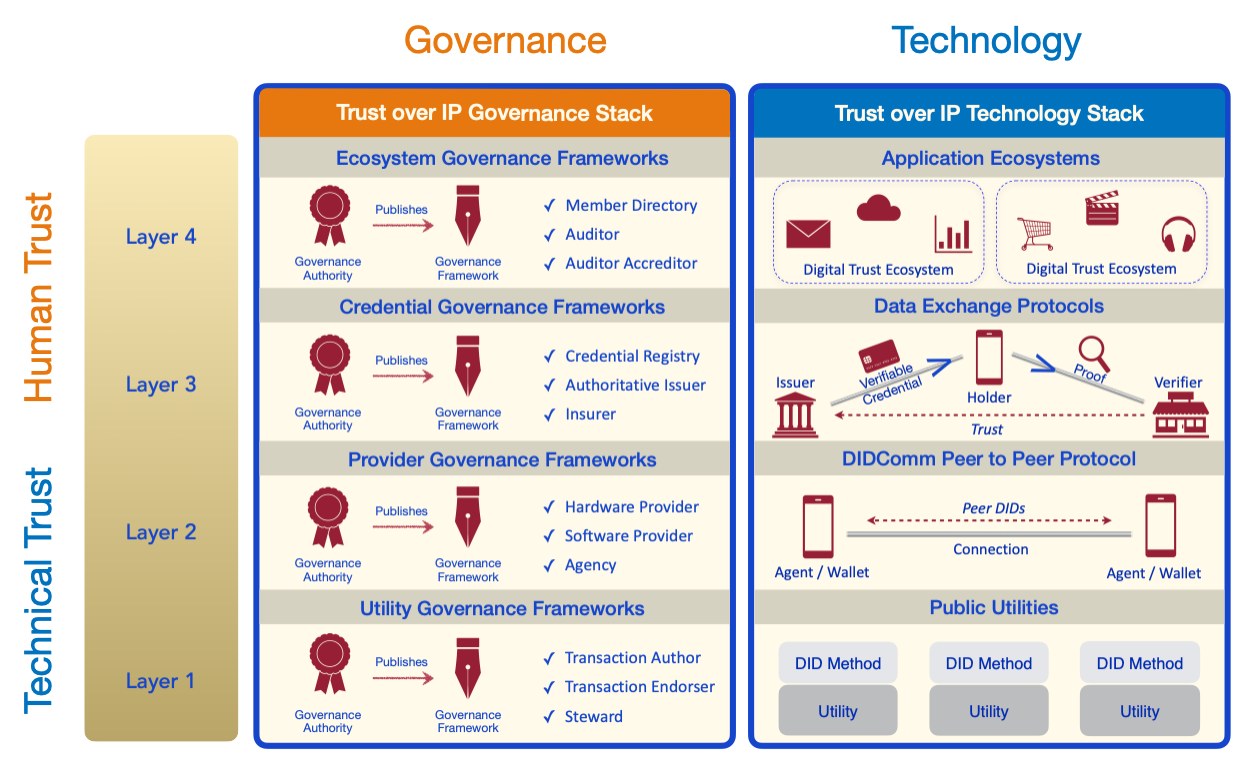 Governance
Technology
Trust over IP Governance Stack
Trust over IP Technology Stack
Human Trust
Technical Trust
Layer 4
Ecosystem Governance Frameworks
Governance
Authority
Publishes
Governance
Framework
✓ Member Directory
✓ Auditor
✓ Auditor Accreditor
Application Ecosystems
Digital Trust Ecosystem
Digital Trust Ecosystem
Layer 3
Credential Governance Frameworks
Governance
Authority
Publishes
Governance
Framework
✓ Credential Registry
✓ Authoritative Issuer
✓ Insurer
Data Exchange Protocols
Issuer
Verifiable
Credential
Holder
Proof
Verifier
Trust
Layer 2
Provider Governance Frameworks
Governance
Authority
Publishes
Governance
Framework
✓ Hardware Provider
✓ Software Provider
✓ Agency
DIDComm Peer to Peer Protocol
Peer DIDs
Connection
Agent / Wallet
Agent / Wallet
Layer 1
Utility Governance Frameworks
Governance
Authority
Publishes
Governance
Framework
✓ Transaction Author
✓ Transaction Endorser
✓ Steward
Public Utilities
DID Method
DID Method
DID Method
Utility
Utility
Utility